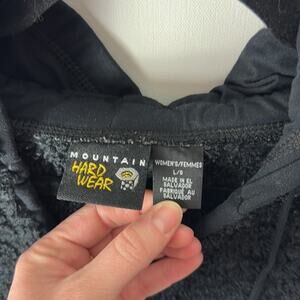 MOUNTAIN
HARD
WEAR
WOMEN'S/FEMMES
L/G
MADE IN EL
SALVADOR
FABRIQUÉ AU
SALVADOR